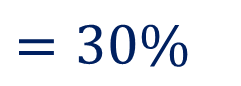 = 30%